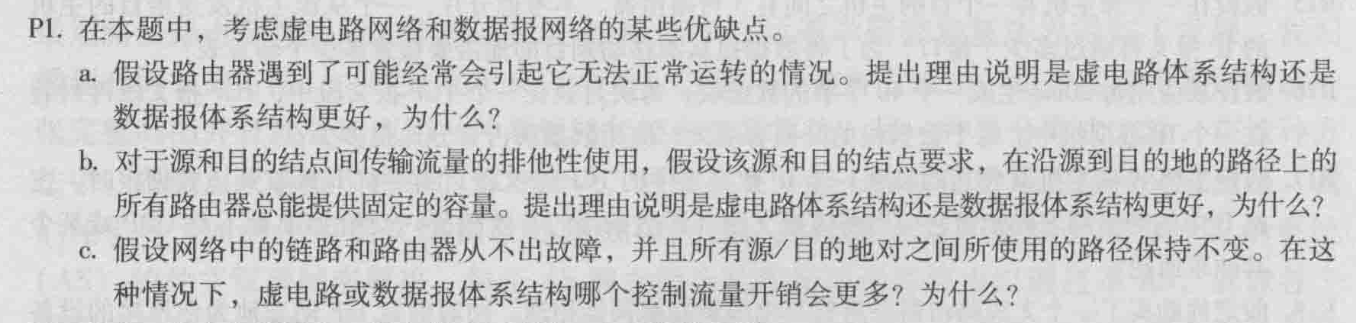 P1. 在本题中，考虑虚电路网络和数据报网络的某些优缺点。
a. 假设路由器遇到了可能经常会引起它无法正常运转的情况。提出理由说明是虚电路体系结构还是
数据报体系结构更好，为什么？
b. 对于源和目的结点间传输流量的排他性使用，假设该源和目的结点要求，在沿源到目的地的路径上的
所有路由器总能提供固定的容量。提出理由说明是虚电路体系结构还是数据报体系结构更好，为什么？
c. 假设网络中的链路和路由器从不出故障，并且所有源/目的地对之间所使用的路径保持不变。在这
种情况下，虚电路或数据报体系结构哪个控制流量开销会更多？为什么？